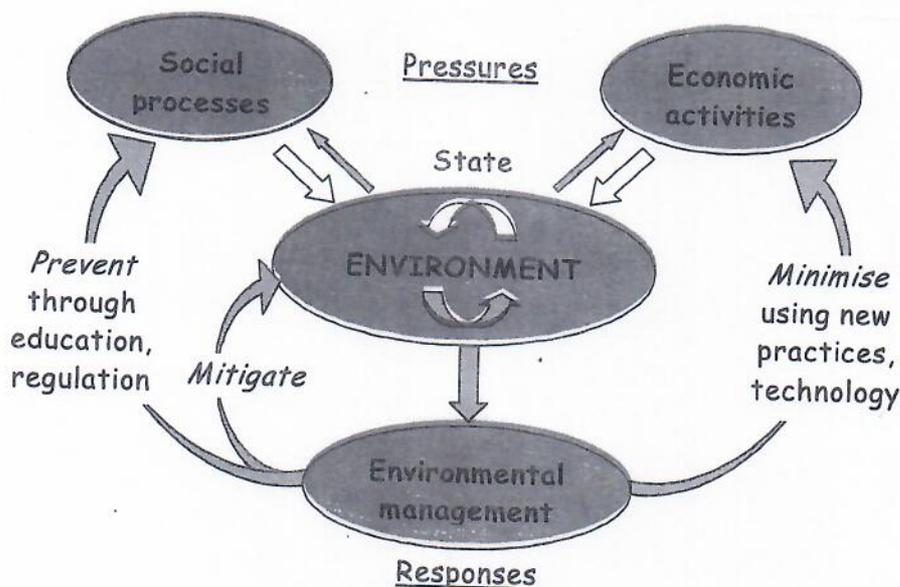 Social
processes
Pressures
Economic
activities
State
ENVIRONMENT
Prevent
through
education,
regulation
Mitigate
Minimise
using new
practices,
technology
Environmental
management
Responses